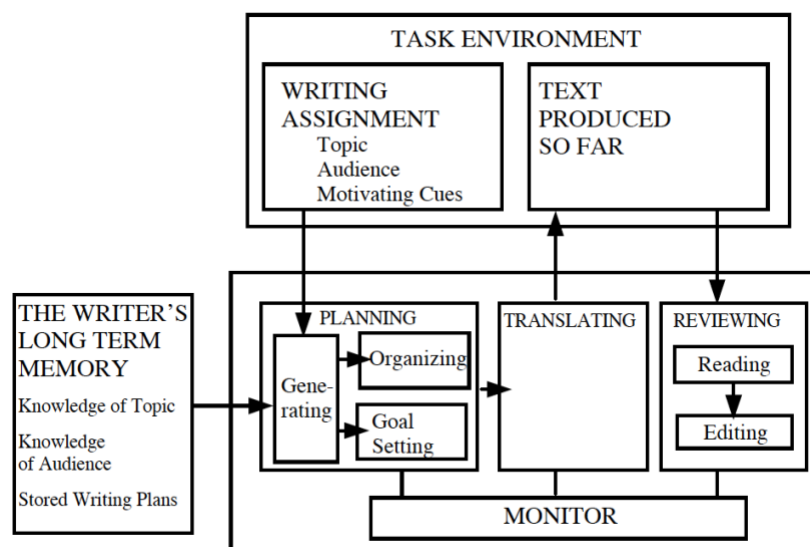 TASK ENVIRONMENT
WRITING
ASSIGNMENT
Topic
Audience
Motivating Cues
TEXT
PRODUCED
SO FAR
THE WRITER'S
LONG TERM
MEMORY
Knowledge of Topic
Knowledge
of Audience
Stored Writing Plans
PLANNING
Gene-
rating
Organizing
Goal
Setting
TRANSLATING
REVIEWING
Reading
Editing
MONITOR